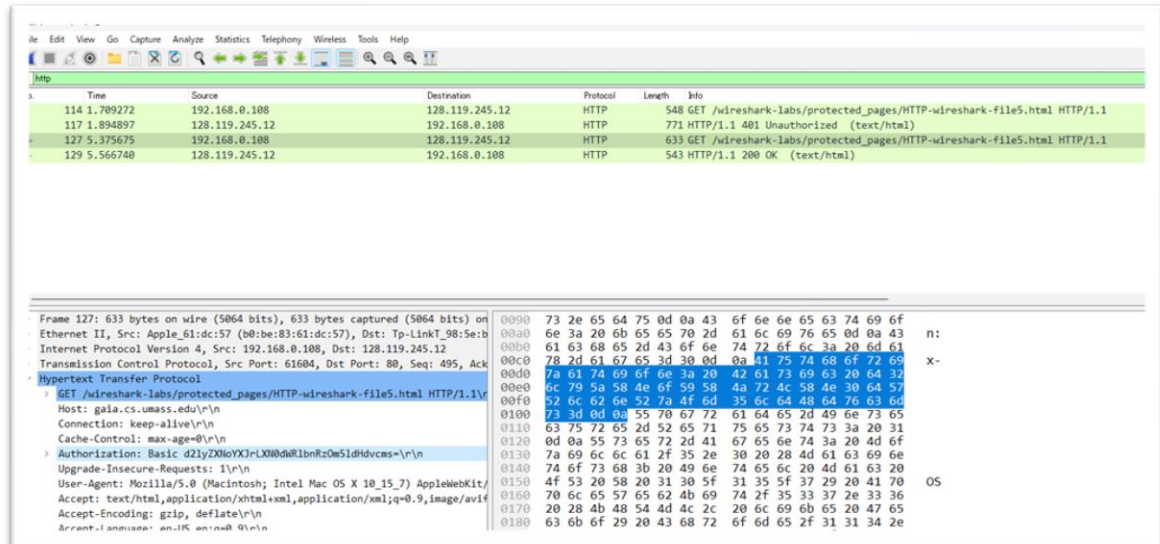 ile Edit View Go Capture Analyze Statistics Telephony Wireless Tools Help
http
Time Source Destination Protocol Length Info
114 1.709272 192.168.0.108 128.119.245.12 HTTP 548 GET /wireshark-labs/protected_pages/HTTP-wireshark-file5.html HTTP/1.1
117 1.894897 128.119.245.12 192.168.0.108 HTTP 771 HTTP/1.1 401 Unauthorized (text/html)
127 5.375675 192.168.0.108 128.119.245.12 HTTP 633 GET /wireshark-labs/protected_pages/HTTP-wireshark-file5.html HTTP/1.1
129 5.566740 128.119.245.12 192.168.0.108 HTTP 543 HTTP/1.1 200 OK (text/html)
Frame 127: 633 bytes on wire (5064 bits), 633 bytes captured (5064 bits) on
Ethernet II, Src: Apple_61:dc:57 (b0:be:83:61:dc:57), Dst: Tp-LinkT_98:5e:b
Internet Protocol Version 4, Src: 192.168.0.108, Dst: 128.119.245.12
Transmission Control Protocol, Src Port: 61604, Dst Port: 80, Seq: 495, Ack
Hypertext Transfer Protocol
GET /wireshark-labs/protected_pages/HTTP-wireshark-file5.html HTTP/1.1\r
Host: gaia.cs.umass.edu\r\n
Connection: keep-alive\r\n
Cache-Control: max-age=0\r\n
Authorization: Basic d2lyZXNoYXJrLXN0dWRlbnRzOm5ldHdvcms=\r\n
Upgrade-Insecure-Requests: 1\r\n
User-Agent: Mozilla/5.0 (Macintosh; Intel Mac OS X 10_15_7) AppleWebKit/
Accept: text/html,application/xhtml+xml,application/xml;q=0.9,image/avif
Accept-Encoding: gzip, deflate\r\n
Accept-Language: en-US,en;q=0.9\r\n
0090 73 2e 65 64 75 0d 0a 43 6f 6e 6e 65 63 74 69 6f
00a0 6e 3a 20 6b 65 65 70 2d 61 6c 69 76 65 0d 0a 43 n:
00b0 61 63 68 65 2d 43 6f 6e 74 72 6f 6c 3a 20 6d 61
00c0 78 2d 61 67 65 3d 30 0d 0a 41 75 74 68 6f 72 69 x-
00d0 7a 61 74 69 6f 6e 3a 20 42 61 73 69 63 20 64 32
00e0 6c 79 5a 58 4e 6f 59 58 4a 72 4c 58 4e 30 64 57
00f0 52 6c 62 6e 52 7a 4f 6d 35 6c 64 48 64 76 63 6d
0100 73 3d 0d 0a 55 70 67 72 61 64 65 2d 49 6e 73 65
0110 63 75 72 65 2d 52 65 71 75 65 73 74 73 3a 20 31
0120 0d 0a 55 73 65 72 2d 41 67 65 6e 74 3a 20 4d 6f
0130 7a 69 6c 6c 61 2f 35 2e 30 20 28 4d 61 63 69 6e
0140 74 6f 73 68 3b 20 49 6e 74 65 6c 20 4d 61 63 20
0150 4f 53 20 58 20 31 30 5f 31 35 5f 37 29 20 41 70 OS
0160 70 6c 65 57 65 62 4b 69 74 2f 35 33 37 2e 33 36
0170 20 28 4b 48 54 4d 4c 2c 20 6c 69 6b 65 20 47 65
0180 63 6b 6f 29 20 43 68 72 6f 6d 65 2f 31 31 34 2e